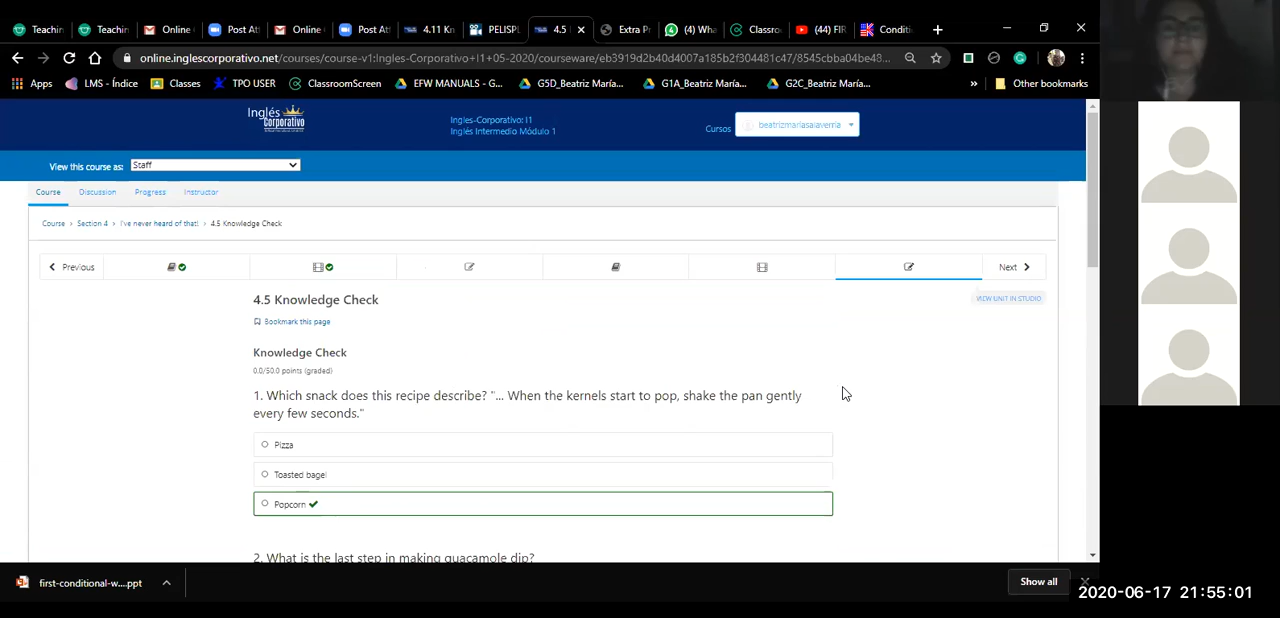 Teachin
Teachin
Online
Post Att
Online
Post At
4.11 Kn
PELISPL
4.5
Extra Pr
(4) Wha
Classro
(44) FIR
Conditi
online.inglescorporativo.net/courses/course-v1:Ingles-Corporativo+I1+05-2020/courseware/eb3919d2b40d4007a185b2f304481c47/8545cbba04be48...
Apps
LMS - Índice
Classes
TPO USER
ClassroomScreen
EFW MANUALS - G...
G5D_Beatriz María...
G1A_Beatriz María...
G2C_Beatriz María...
»
Other bookmarks
Inglés
Corporativo
Ingles-Corporativo: I1
Inglés Intermedio Módulo 1
Cursos
beatrizmariasalaverria
View this course as:
Staff
Course
Discussion
Progress
Instructor
Course > Section 4 > I've never heard of that! > 4.5 Knowledge Check
Previous
Next
4.5 Knowledge Check
VIEW UNIT IN STUDIO
Bookmark this page
Knowledge Check
0.0/50.0 points (graded)
1. Which snack does this recipe describe? "... When the kernels start to pop, shake the pan gently
every few seconds."
Pizza
Toasted bagel
Popcorn
2. What is the last step in making guacamole dip?
first-conditional-w....ppt
Show all
2020-06-17 21:55:01